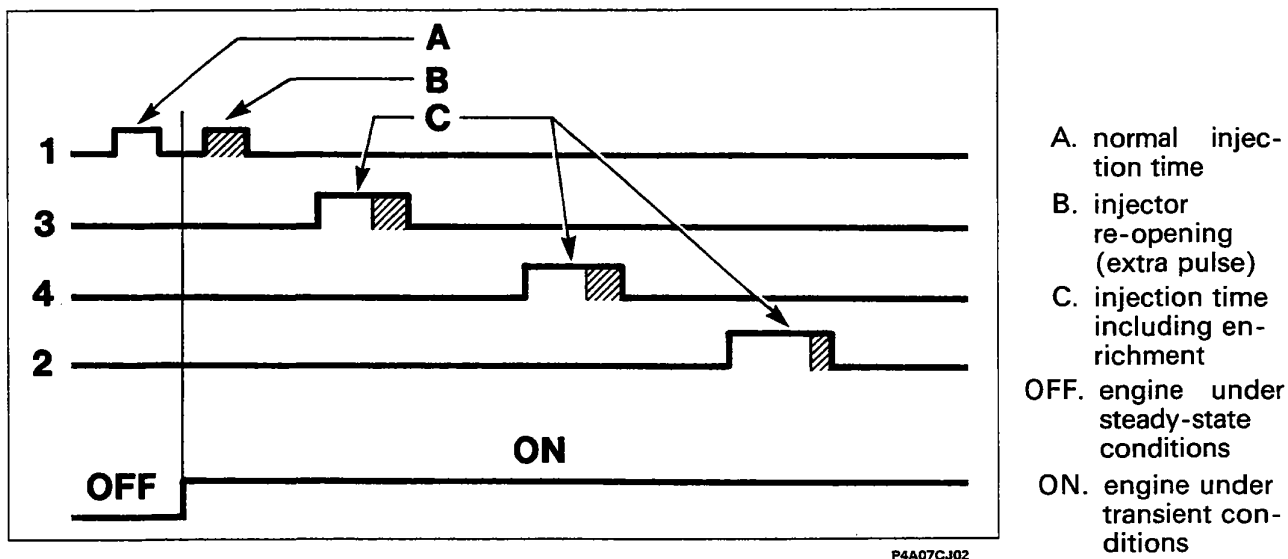 A
B
C
1
3
4
2
ON
OFF
P4A07CJ02
A. normal injec-
tion time
B. injector
re-opening
(extra pulse)
C. injection time
including en-
richment
OFF. engine under
steady-state
conditions
ON. engine under
transient con-
ditions